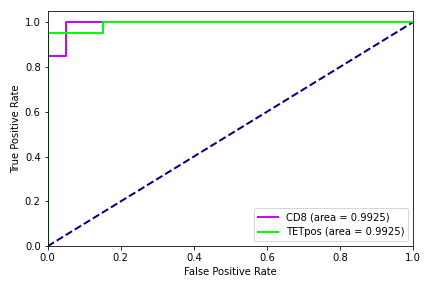 1.0
0.8
0.6
0.4
0.2
0.0
True Positive Rate
CD8 (area = 0.9925)
TETpos (area = 0.9925)
0.0 0.2 0.4 0.6 0.8 1.0
False Positive Rate